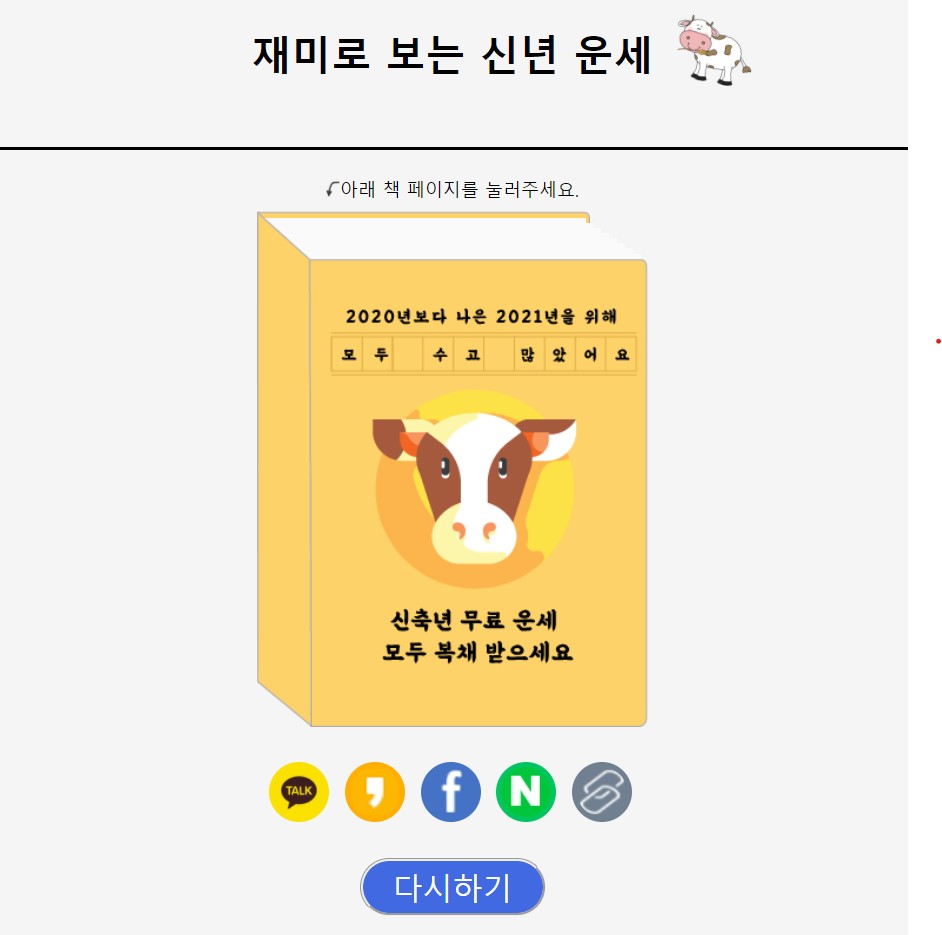 재미로 보는 신년 운세
아래 책 페이지를 눌러주세요.
2020년보다 나은 2021년을 위해
모두 수고 많았어요
신축년 무료 운세
모두 복채 받으세요
TALK
f
N
다시하기